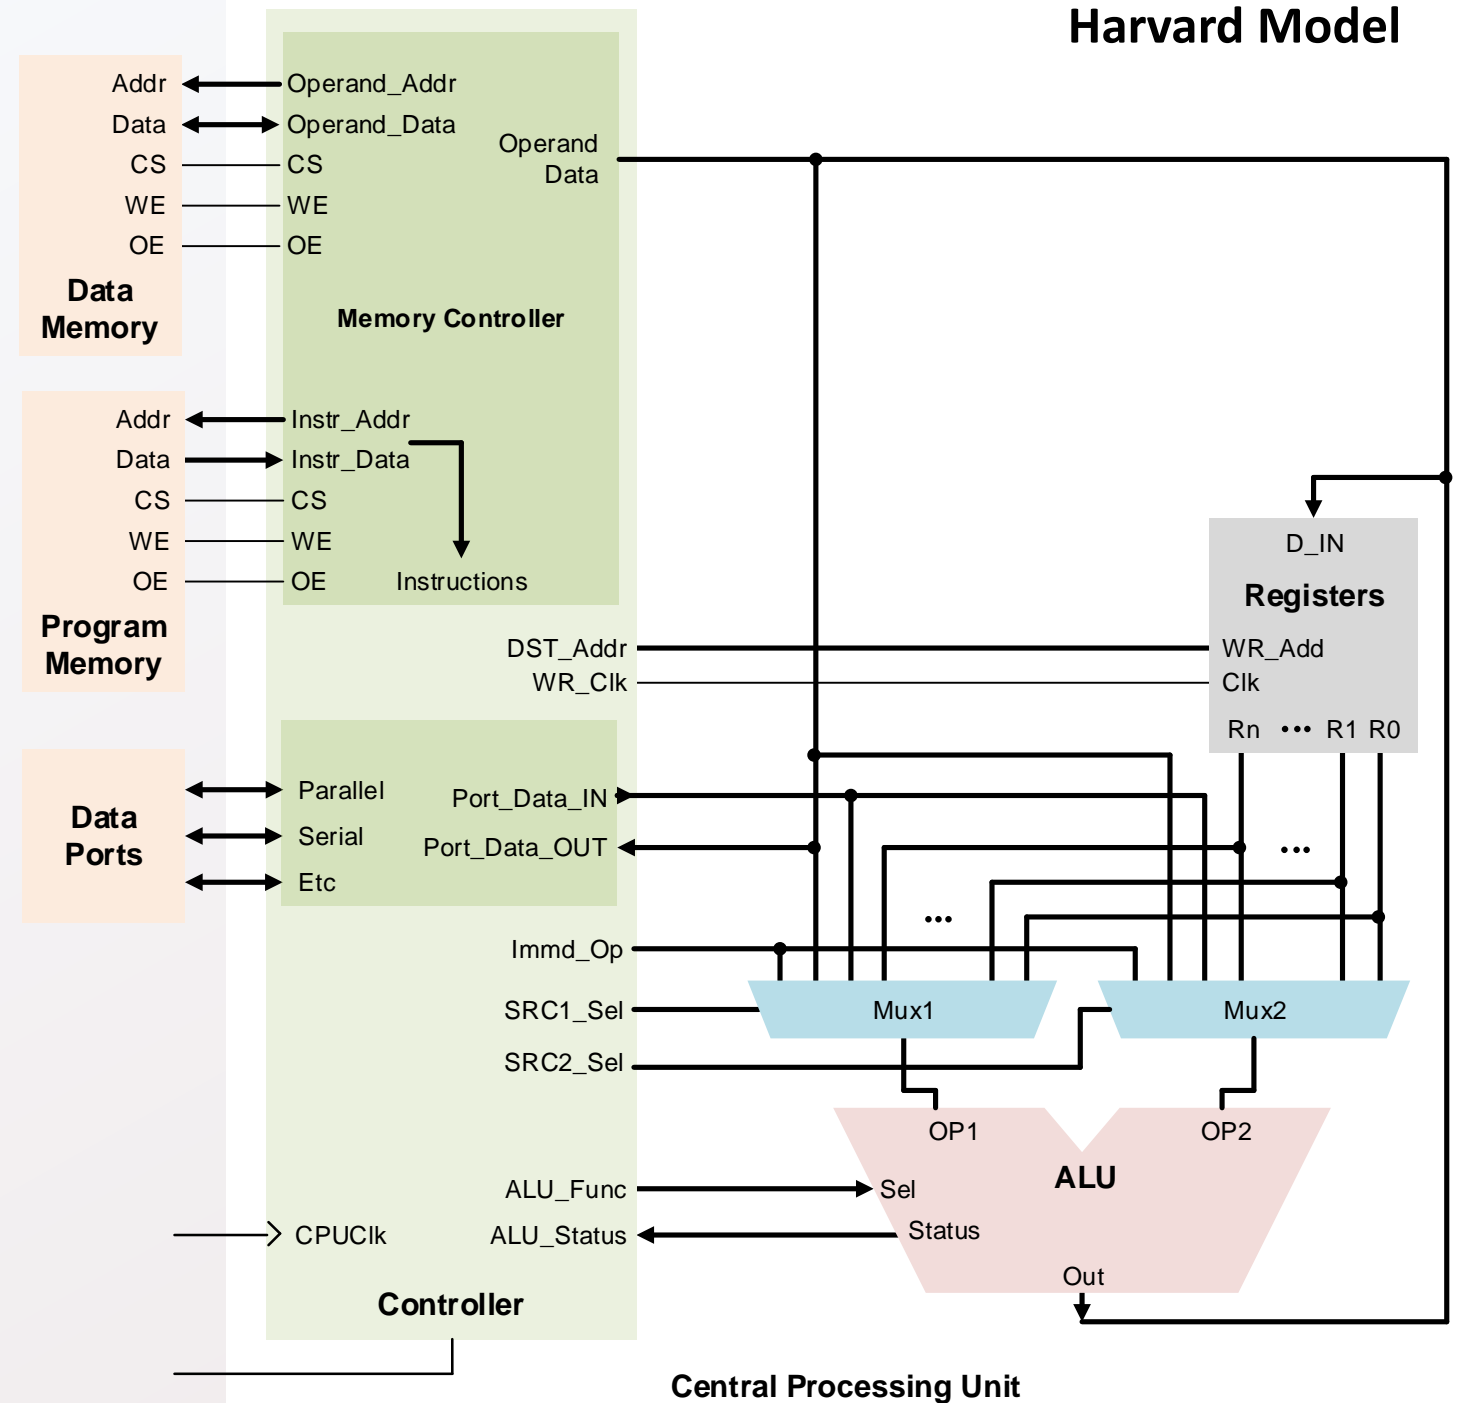 Harvard Model
Addr
Data
CS
WE
OE
Data
Memory
Operand_Addr
Operand_Data
CS
WE
OE
Operand
Data
Memory Controller
Addr
Data
CS
WE
OE
Program
Memory
Instr_Addr
Instr_Data
CS
WE
OE
Instructions
D_IN
Registers
WR_Add
Clk
Rn ... R1 R0
DST_Addr
WR_Clk
Data
Ports
Parallel
Serial
Etc
Port_Data_IN
Port_Data_OUT
...
...
Immd_Op
SRC1_Sel
SRC2_Sel
Mux1
Mux2
OP1
OP2
ALU
ALU_Func
Sel
ALU_Status
Status
CPUClk
Out
Controller
Central Processing Unit